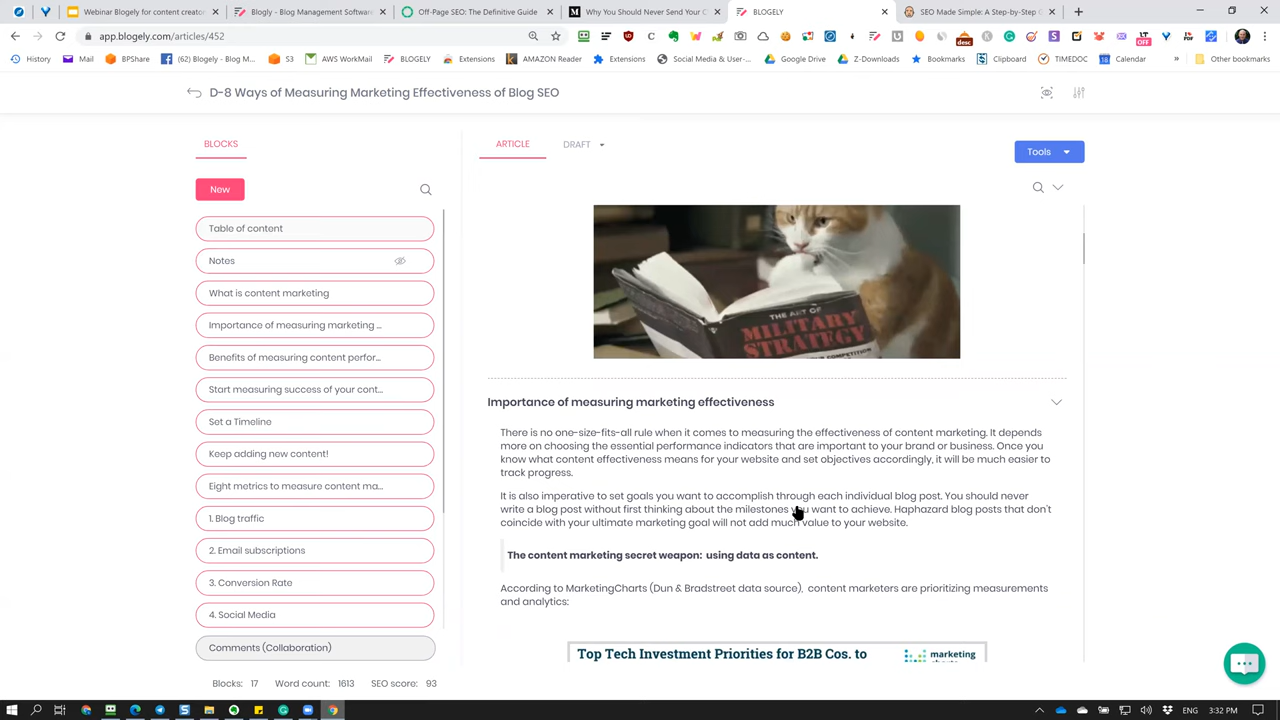 Webinar Blogely for content creator
Blogly - Blog Management Software
Off-Page SEO: The Definitive Guide
Why You Should Never Send Your C
BLOGELY
SEO Made Simple: A Step-by-Step G
app.blogely.com/articles/452
History
Mail
BPShare
(62) Blogely - Blog M...
S3
AWS WorkMail
BLOGELY
Extensions
AMAZON Reader
Extensions
Social Media & User-...
Google Drive
Z-Downloads
Bookmarks
Clipboard
TIMEDOC
Calendar
»
Other bookmarks
D-8 Ways of Measuring Marketing Effectiveness of Blog SEO
BLOCKS
ARTICLE
DRAFT
Tools
New
Table of content
Notes
What is content marketing
Importance of measuring marketing ...
Benefits of measuring content perfor...
Start measuring success of your cont...
Set a Timeline
Keep adding new content!
Eight metrics to measure content ma...
1. Blog traffic
2. Email subscriptions
3. Conversion Rate
4. Social Media
Comments (Collaboration)
Blocks: 17 Word count: 1613 SEO score: 93
THE ART OF
MILITARY
STRATEGY
Importance of measuring marketing effectiveness
There is no one-size-fits-all rule when it comes to measuring the effectiveness of content marketing. It depends
more on choosing the essential performance indicators that are important to your brand or business. Once you
know what content effectiveness means for your website and set objectives accordingly, it will be much easier to
track progress.
It is also imperative to set goals you want to accomplish through each individual blog post. You should never
write a blog post without first thinking about the milestones you want to achieve. Haphazard blog posts that don't
coincide with your ultimate marketing goal will not add much value to your website.
The content marketing secret weapon: using data as content.
According to MarketingCharts (Dun & Bradstreet data source), content marketers are prioritizing measurements
and analytics:
Top Tech Investment Priorities for B2B Cos. to
marketing
ENG
3:32 PM